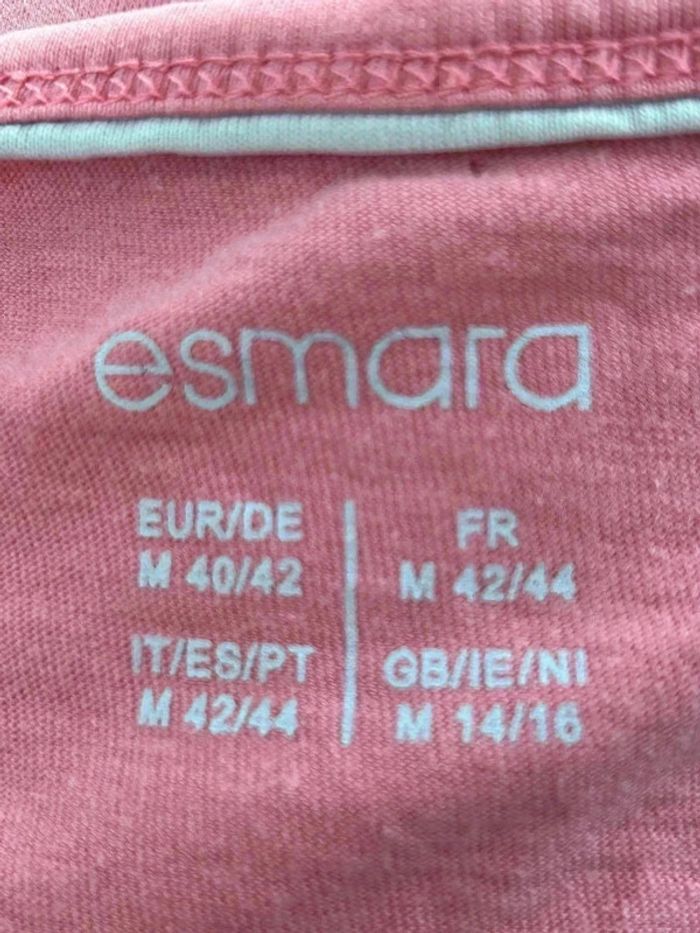 esmara
EUR/DE
M 40/42
FR
M 42/44
IT/ES/PT
M 42/44
GB/IE/NI
M 14/16